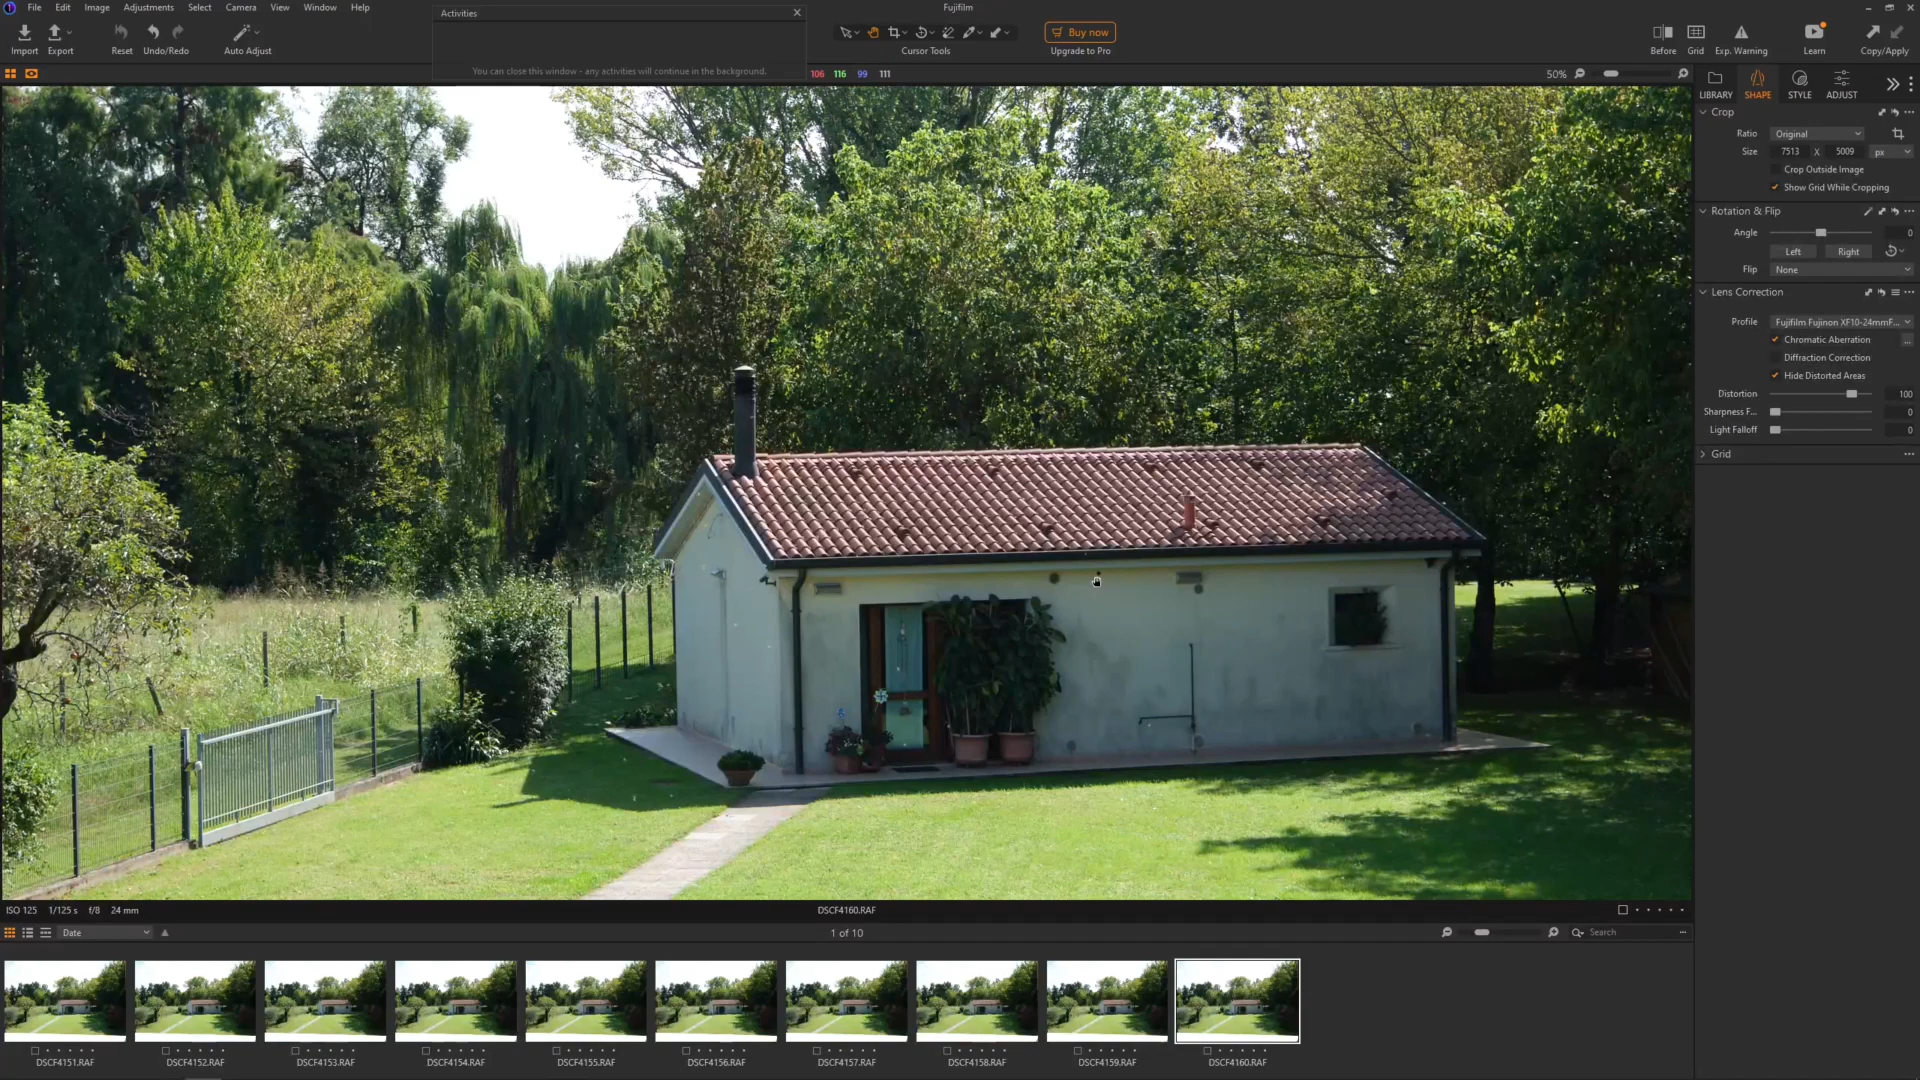 File Edit Image Adjustments Select Camera View Window Help
Activities
Fujifilm
Import Export Reset Undo/Redo Auto Adjust
Cursor Tools
Buy now
Upgrade to Pro
Before Grid Exp. Warning Learn Copy/Apply
You can close this window - any activities will continue in the background.
106 116 99 111
50%
LIBRARY SHAPE STYLE ADJUST
Crop
Ratio Original
Size 7513 X 5009 px
Crop Outside Image
Show Grid While Cropping
Rotation & Flip
Angle 0
Left Right
Flip None
Lens Correction
Profile Fujifilm Fujinon XF10-24mmF...
Chromatic Aberration ...
Diffraction Correction
Hide Distorted Areas
Distortion 100
Sharpness F... 0
Light Falloff 0
Grid
ISO 125 1/125 s f/8 24 mm
DSCF4160.RAF
Date
1 of 10
Search
DSCF4151.RAF DSCF4152.RAF DSCF4153.RAF DSCF4154.RAF DSCF4155.RAF DSCF4156.RAF DSCF4157.RAF DSCF4158.RAF DSCF4159.RAF DSCF4160.RAF